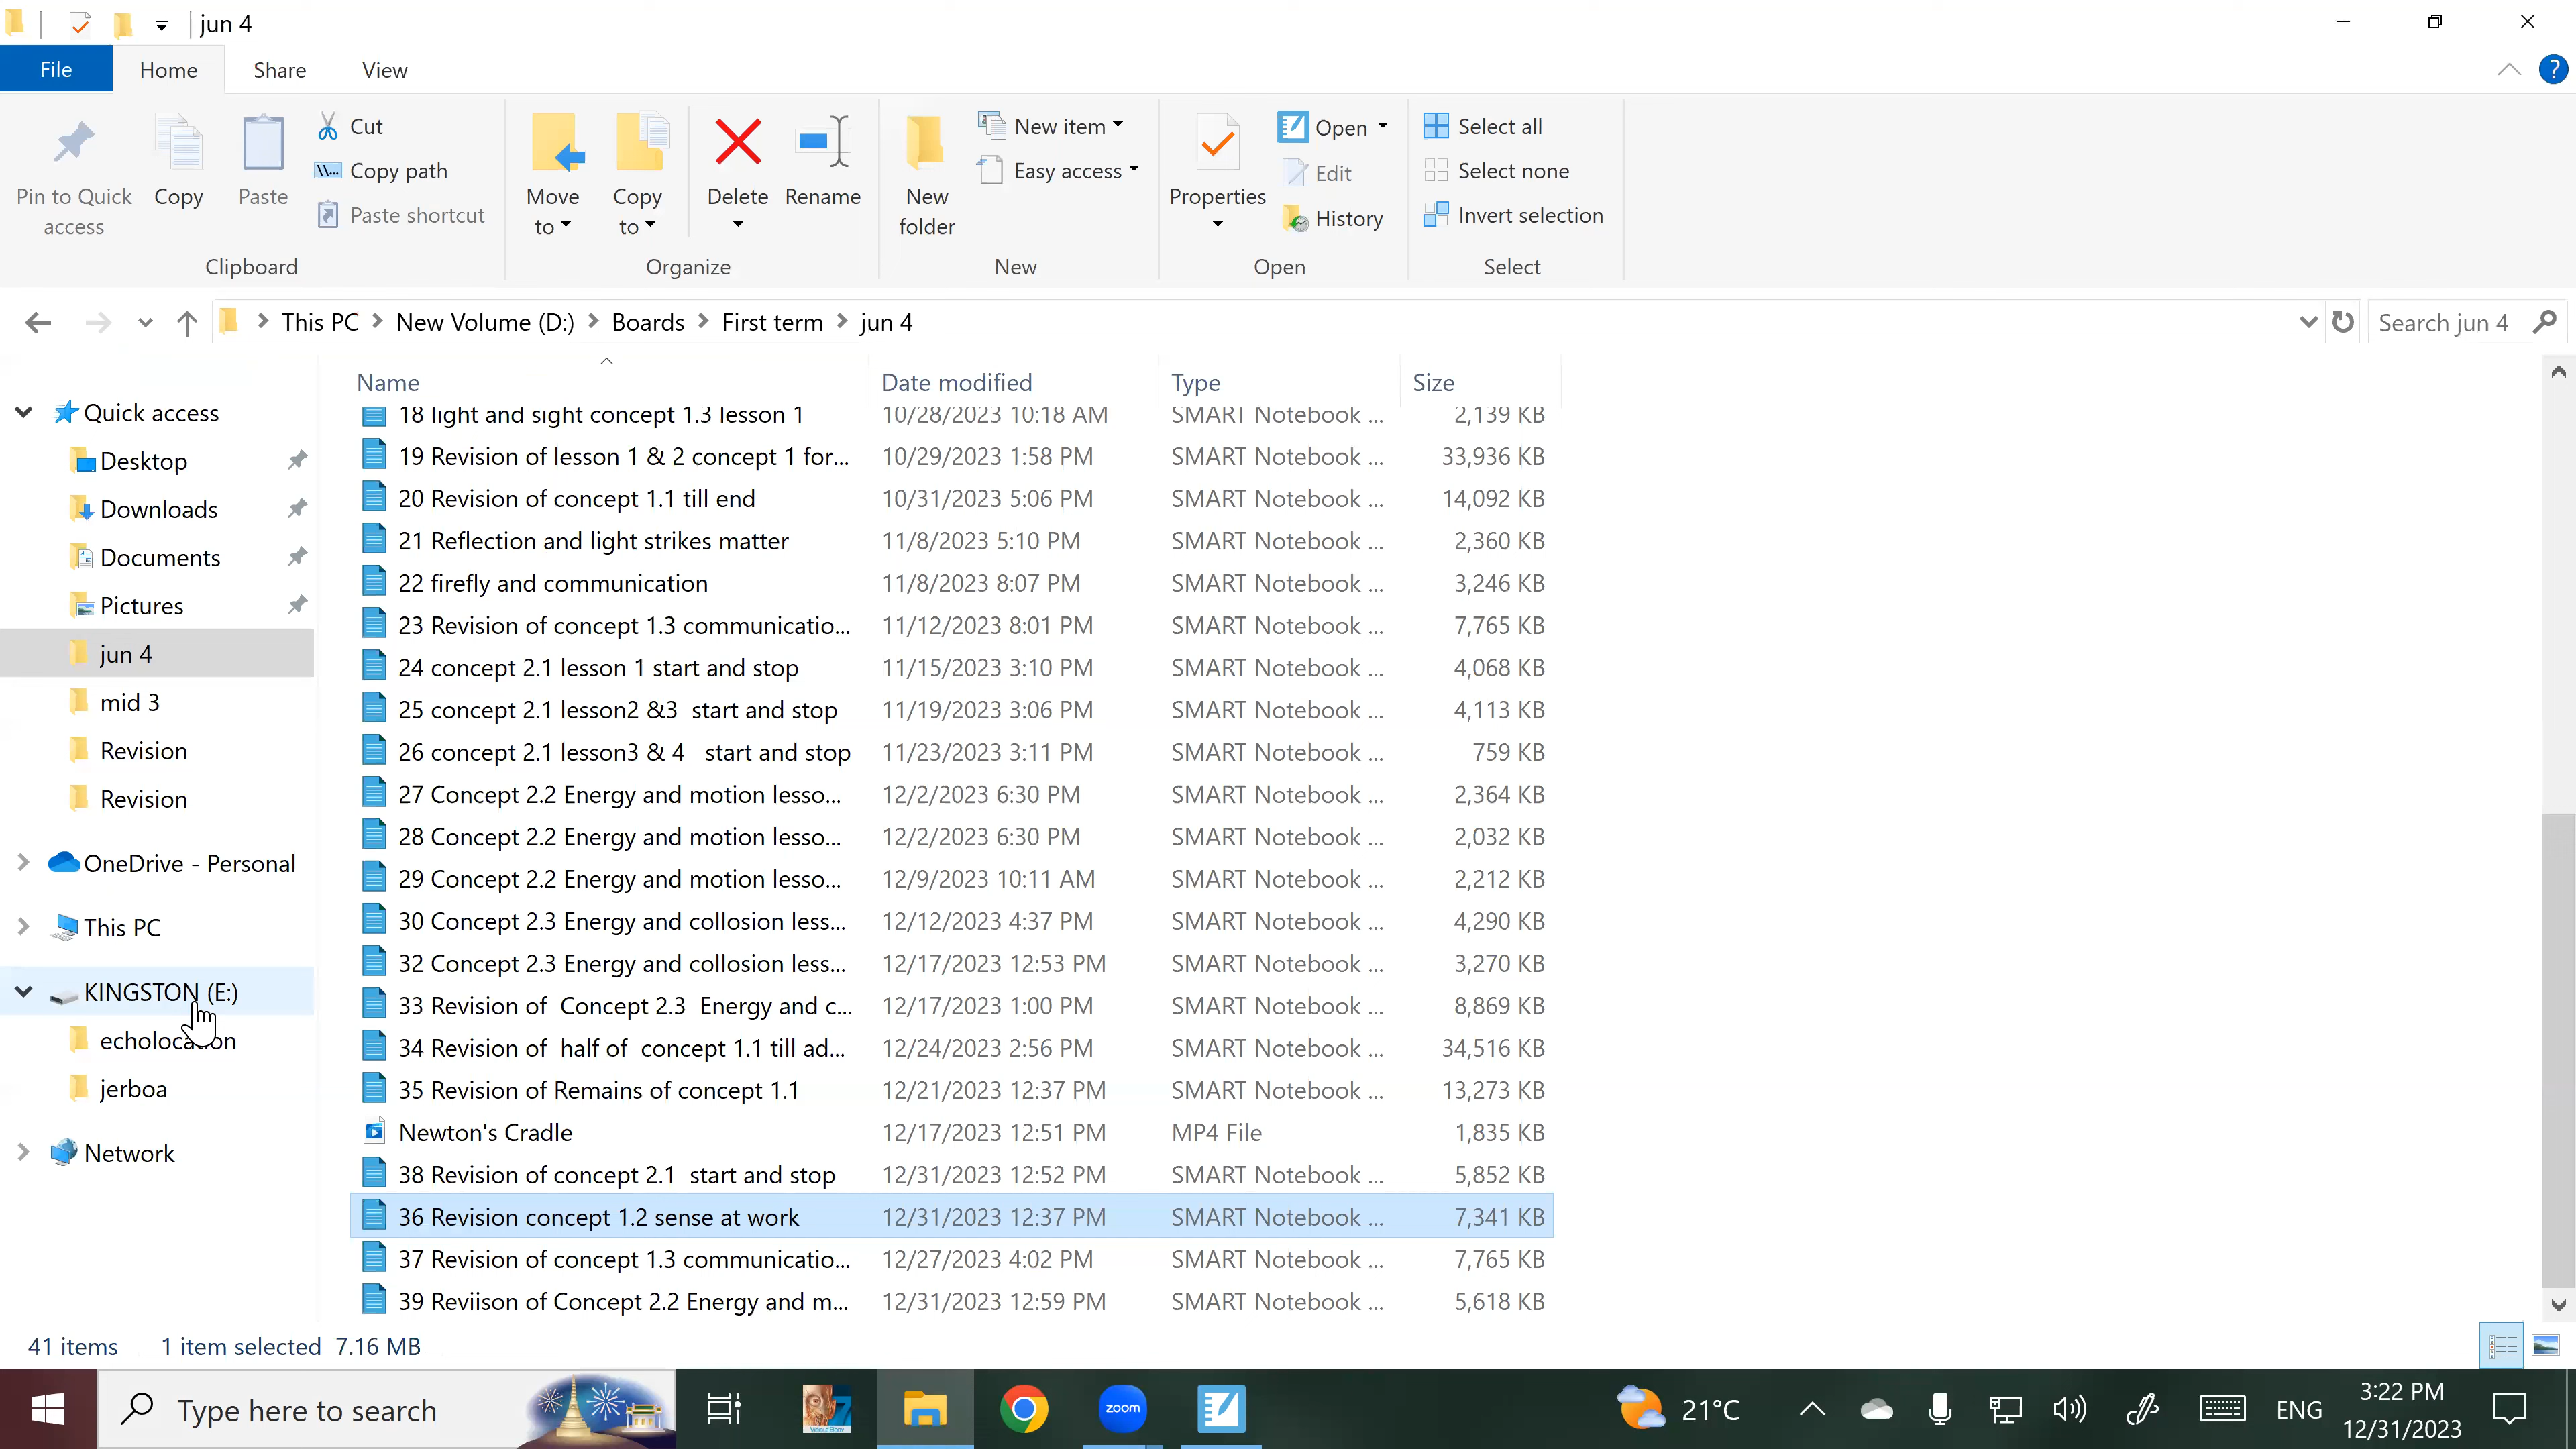 jun 4
File Home Share View
Pin to Quick access
Copy
Paste
Cut
Copy path
Paste shortcut
Clipboard
Move to
Copy to
Delete
Rename
Organize
New folder
New item
Easy access
New
Properties
Open
Edit
History
Open
Select all
Select none
Invert selection
Select
This PC New Volume (D:) Boards First term jun 4
Search jun 4
Quick access
Desktop
Downloads
Documents
Pictures
jun 4
mid 3
Revision
Revision
OneDrive - Personal
This PC
KINGSTON (E:)
echolocation
jerboa
Network
Name Date modified Type Size
18 light and sight concept 1.3 lesson 1 10/28/2023 10:18 AM SMART Notebook ... 2,139 KB
19 Revision of lesson 1 & 2 concept 1 for... 10/29/2023 1:58 PM SMART Notebook ... 33,936 KB
20 Revision of concept 1.1 till end 10/31/2023 5:06 PM SMART Notebook ... 14,092 KB
21 Reflection and light strikes matter 11/8/2023 5:10 PM SMART Notebook ... 2,360 KB
22 firefly and communication 11/8/2023 8:07 PM SMART Notebook ... 3,246 KB
23 Revision of concept 1.3 communicatio... 11/12/2023 8:01 PM SMART Notebook ... 7,765 KB
24 concept 2.1 lesson 1 start and stop 11/15/2023 3:10 PM SMART Notebook ... 4,068 KB
25 concept 2.1 lesson2 &3 start and stop 11/19/2023 3:06 PM SMART Notebook ... 4,113 KB
26 concept 2.1 lesson3 & 4 start and stop 11/23/2023 3:11 PM SMART Notebook ... 759 KB
27 Concept 2.2 Energy and motion lesso... 12/2/2023 6:30 PM SMART Notebook ... 2,364 KB
28 Concept 2.2 Energy and motion lesso... 12/2/2023 6:30 PM SMART Notebook ... 2,032 KB
29 Concept 2.2 Energy and motion lesso... 12/9/2023 10:11 AM SMART Notebook ... 2,212 KB
30 Concept 2.3 Energy and collosion less... 12/12/2023 4:37 PM SMART Notebook ... 4,290 KB
32 Concept 2.3 Energy and collosion less... 12/17/2023 12:53 PM SMART Notebook ... 3,270 KB
33 Revision of Concept 2.3 Energy and c... 12/17/2023 1:00 PM SMART Notebook ... 8,869 KB
34 Revision of half of concept 1.1 till ad... 12/24/2023 2:56 PM SMART Notebook ... 34,516 KB
35 Revision of Remains of concept 1.1 12/21/2023 12:37 PM SMART Notebook ... 13,273 KB
Newton's Cradle 12/17/2023 12:51 PM MP4 File 1,835 KB
38 Revision of concept 2.1 start and stop 12/31/2023 12:52 PM SMART Notebook ... 5,852 KB
36 Revision concept 1.2 sense at work 12/31/2023 12:37 PM SMART Notebook ... 7,341 KB
37 Revision of concept 1.3 communicatio... 12/27/2023 4:02 PM SMART Notebook ... 7,765 KB
39 Reviison of Concept 2.2 Energy and m... 12/31/2023 12:59 PM SMART Notebook ... 5,618 KB
41 items 1 item selected 7.16 MB
Type here to search
zoom
21°C
ENG
3:22 PM
12/31/2023